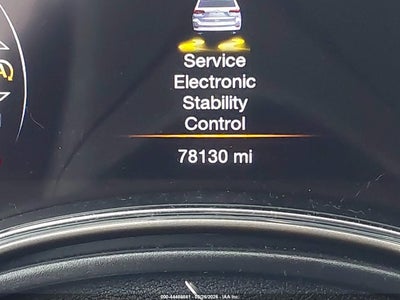 Service
Electronic
Stability
Control
78130 mi